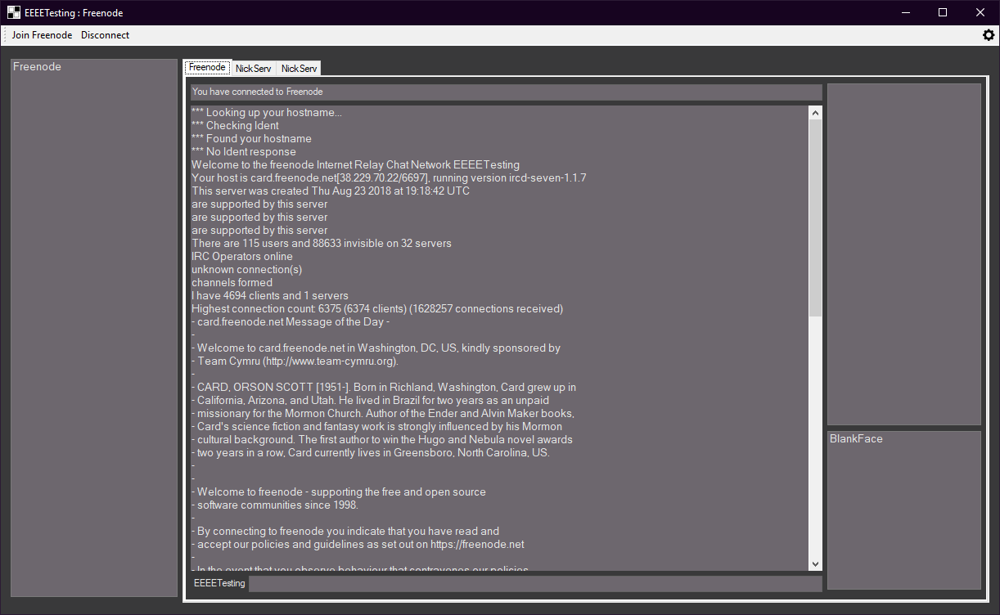 EEEETesting : Freenode
Join Freenode Disconnect
Freenode
Freenode NickServ NickServ
You have connected to Freenode
*** Looking up your hostname...
*** Checking Ident
*** Found your hostname
*** No Ident response
Welcome to the freenode Internet Relay Chat Network EEEETesting
Your host is card.freenode.net[38.229.70.22/6697], running version ircd-seven-1.1.7
This server was created Thu Aug 23 2018 at 19:18:42 UTC
are supported by this server
are supported by this server
are supported by this server
There are 115 users and 88633 invisible on 32 servers
IRC Operators online
unknown connection(s)
channels formed
I have 4694 clients and 1 servers
Highest connection count: 6375 (6374 clients) (1628257 connections received)
- card.freenode.net Message of the Day -
-
- Welcome to card.freenode.net in Washington, DC, US, kindly sponsored by
- Team Cymru (http://www.team-cymru.org).
-
- CARD, ORSON SCOTT [1951-]. Born in Richland, Washington, Card grew up in
- California, Arizona, and Utah. He lived in Brazil for two years as an unpaid
- missionary for the Mormon Church. Author of the Ender and Alvin Maker books,
- Card's science fiction and fantasy work is strongly influenced by his Mormon
- cultural background. The first author to win the Hugo and Nebula novel awards
- two years in a row, Card currently lives in Greensboro, North Carolina, US.
-
-
- Welcome to freenode - supporting the free and open source
- software communities since 1998.
-
- By connecting to freenode you indicate that you have read and
- accept our policies and guidelines as set out on https://freenode.net
-
- In the event that you observe behaviour that contravenes our policies,
BlankFace
EEEETesting